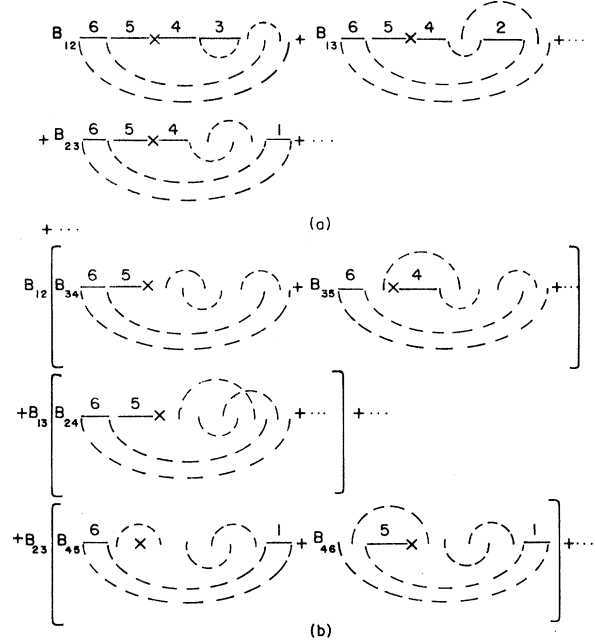 B12 6 5 × 4 3 + B13 6 5 × 4 2 + ...
+ B23 6 5 × 4 1 + ...
+ ...
(a)
B12 [ B34 6 5 × + B35 6 × 4 + ... ]
+B13 [ B24 6 5 × + ... ] + ...
+B23 [ B45 6 × 1 + B46 5 × 1 ] + ...
(b)